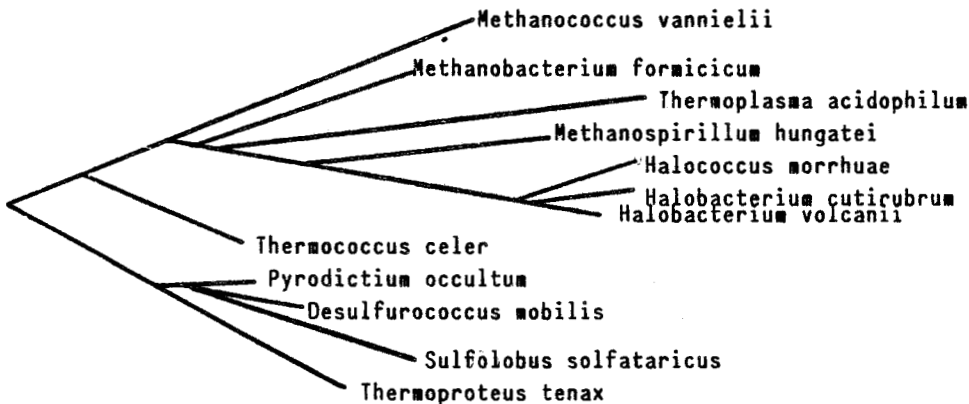 Methanococcus vannielii
Methanobacterium formicicum
Thermoplasma acidophilum
Methanospirillum hungatei
Halococcus morrhuae
Halobacterium cutirubrum
Halobacterium volcanii
Thermococcus celer
Pyrodictium occultum
Desulfurococcus mobilis
Sulfolobus solfataricus
Thermoproteus tenax